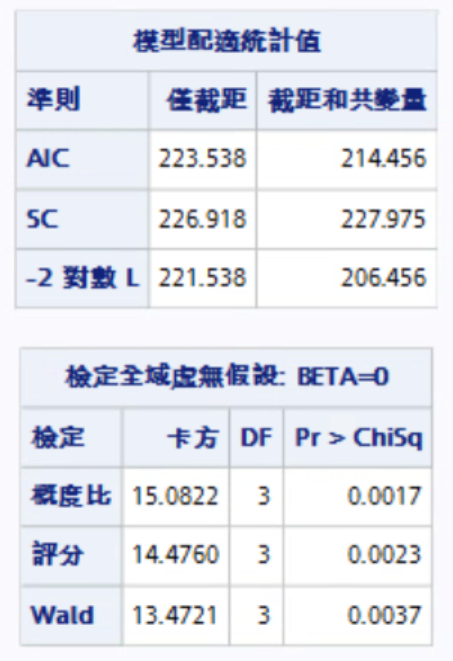 模型配適統計值
準則 僅截距 截距和共變量
AIC 223.538 214.456
SC 226.918 227.975
-2 對數 L 221.538 206.456
檢定全域虛無假設: BETA=0
檢定 卡方 DF Pr > ChiSq
概度比 15.0822 3 0.0017
評分 14.4760 3 0.0023
Wald 13.4721 3 0.0037